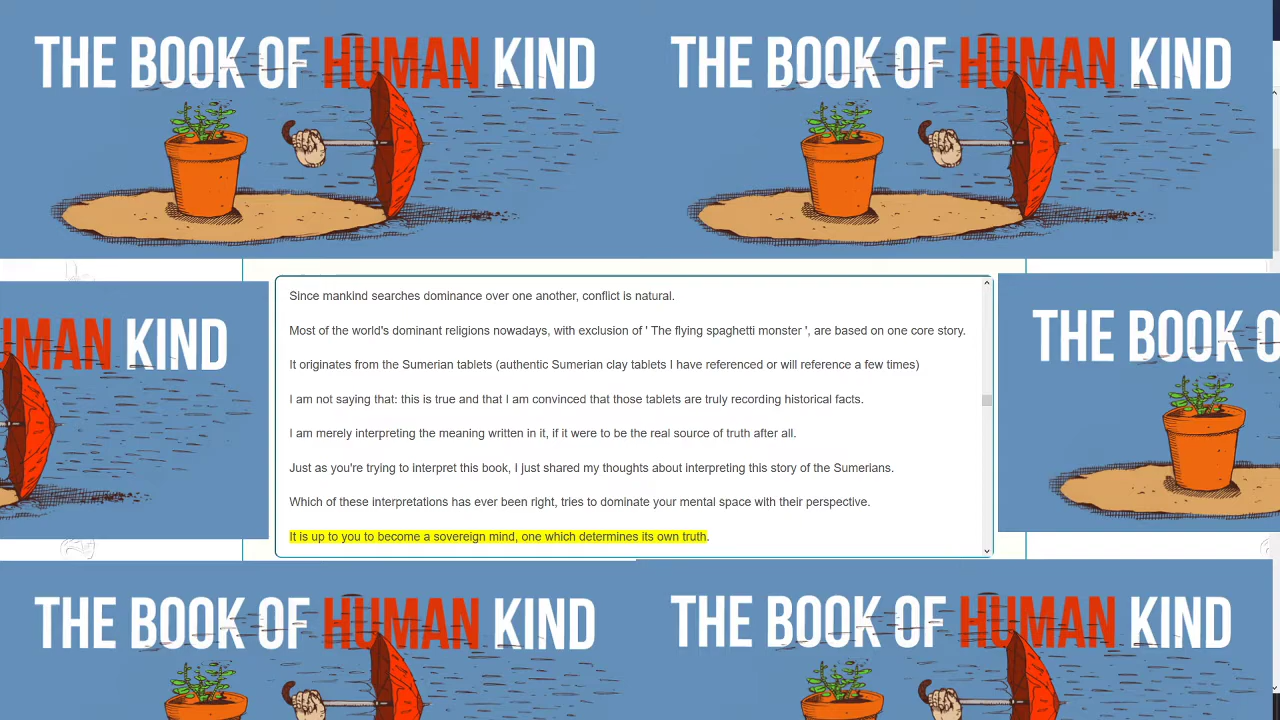 THE BOOK OF HUMAN KIND
THE BOOK OF HUMAN KIND
Since mankind searches dominance over one another, conflict is natural.
Most of the world's dominant religions nowadays, with exclusion of ' The flying spaghetti monster ', are based on one core story.
It originates from the Sumerian tablets (authentic Sumerian clay tablets I have referenced or will reference a few times)
I am not saying that: this is true and that I am convinced that those tablets are truly recording historical facts.
I am merely interpreting the meaning written in it, if it were to be the real source of truth after all.
Just as you're trying to interpret this book, I just shared my thoughts about interpreting this story of the Sumerians.
Which of these interpretations has ever been right, tries to dominate your mental space with their perspective.
It is up to you to become a sovereign mind, one which determines its own truth.
MAN KIND
THE BOOK O
THE BOOK OF HUMAN KIND
THE BOOK OF HUMAN KIND